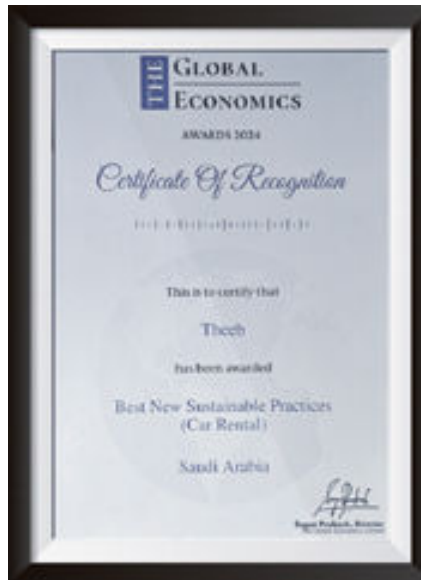 THE GLOBAL
ECONOMICS
AWARDS 2024
Certificate Of Recognition
This is to certify that
Theeb
has been awarded
Best New Sustainable Practices
(Car Rental)
Saudi Arabia